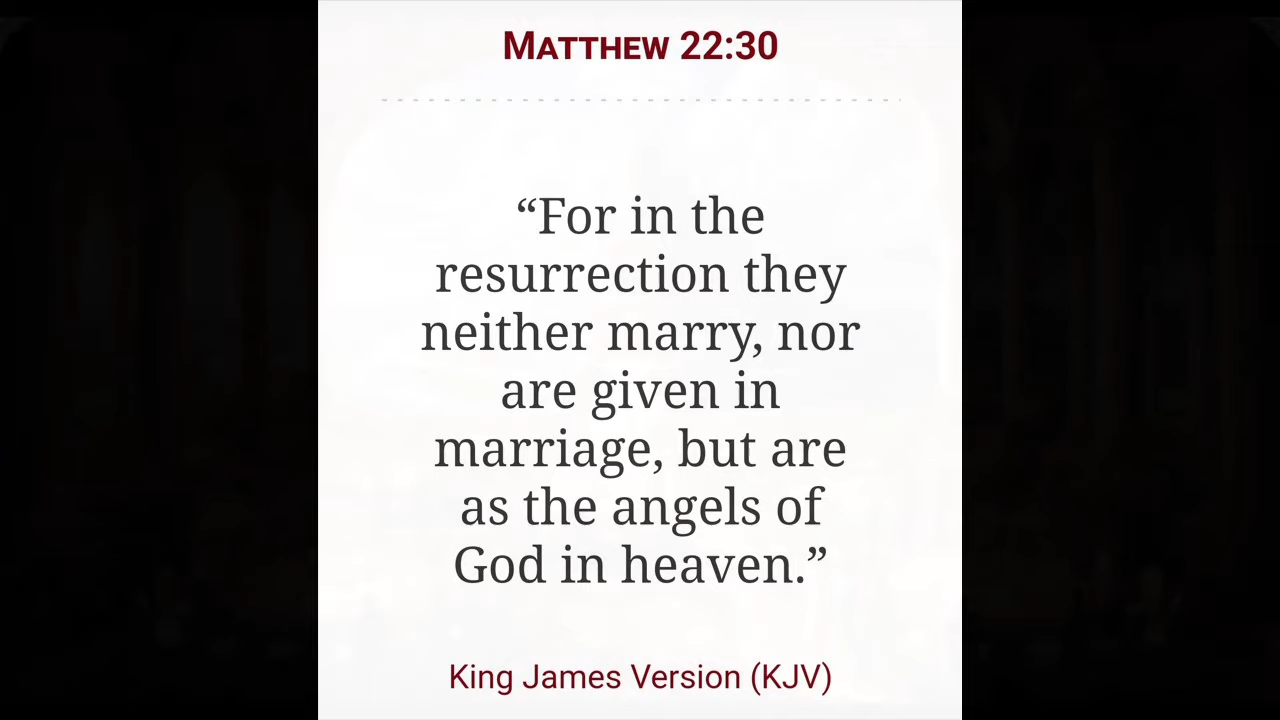 MATTHEW 22:30
“For in the
resurrection they
neither marry, nor
are given in
marriage, but are
as the angels of
God in heaven.”
King James Version (KJV)